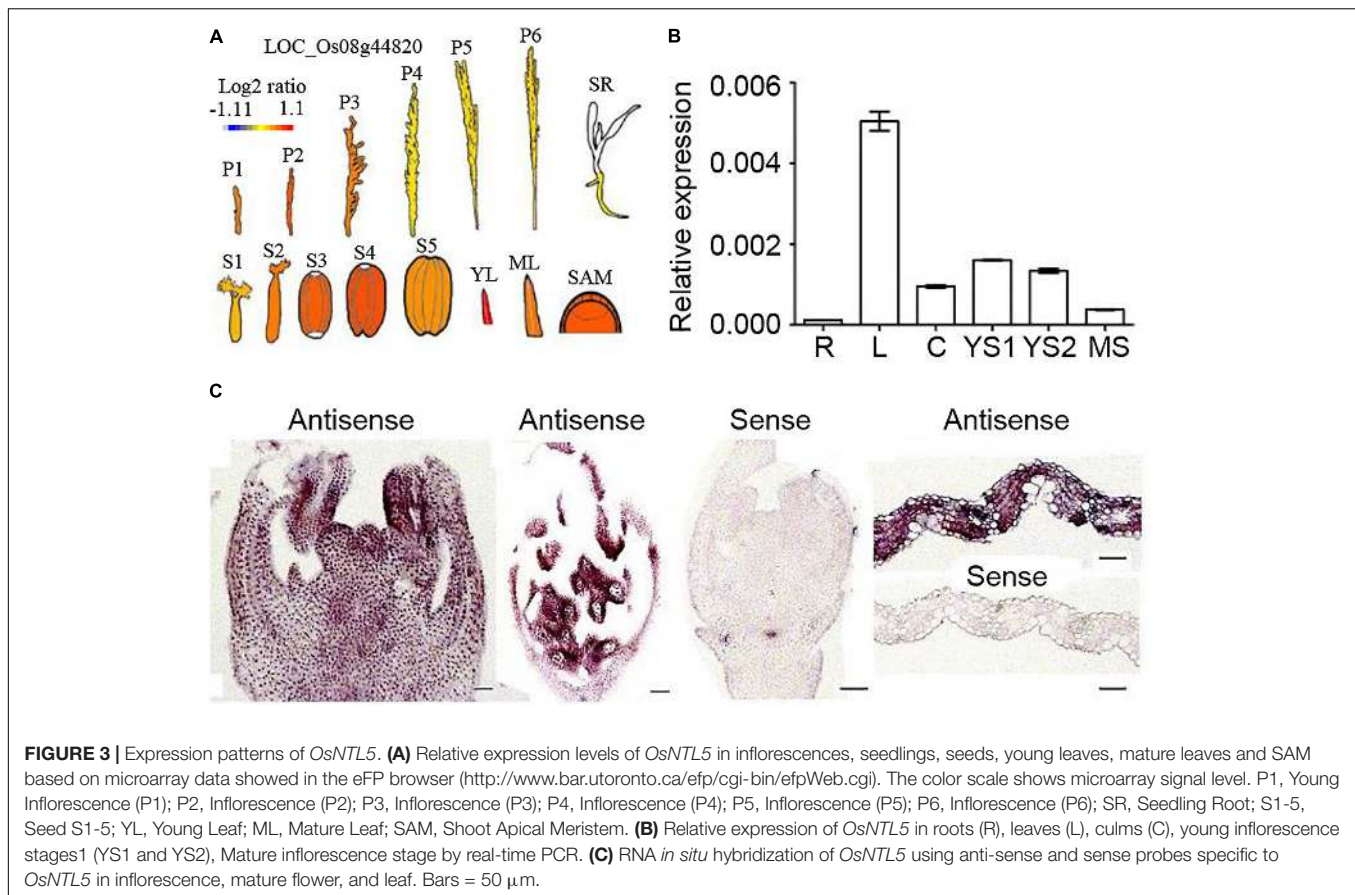 A
LOC_Os08g44820
Log2 ratio
-1.11 1.1
P1
P2
P3
P4
P5
P6
SR
S1
S2
S3
S4
S5
YL
ML
SAM
B
Relative expression
0.006
0.004
0.002
0.000
R L C YS1 YS2 MS
C
Antisense
Antisense
Sense
Antisense
Sense
FIGURE 3 | Expression patterns of OsNTL5. (A) Relative expression levels of OsNTL5 in inflorescences, seedlings, seeds, young leaves, mature leaves and SAM
based on microarray data showed in the eFP browser (http://www.bar.utoronto.ca/efp/cgi-bin/efpWeb.cgi). The color scale shows microarray signal level. P1, Young
Inflorescence (P1); P2, Inflorescence (P2); P3, Inflorescence (P3); P4, Inflorescence (P4); P5, Inflorescence (P5); P6, Inflorescence (P6); SR, Seedling Root; S1-5,
Seed S1-5; YL, Young Leaf; ML, Mature Leaf; SAM, Shoot Apical Meristem. (B) Relative expression of OsNTL5 in roots (R), leaves (L), culms (C), young inflorescence
stages1 (YS1 and YS2), Mature inflorescence stage by real-time PCR. (C) RNA in situ hybridization of OsNTL5 using anti-sense and sense probes specific to
OsNTL5 in inflorescence, mature flower, and leaf. Bars = 50 μm.